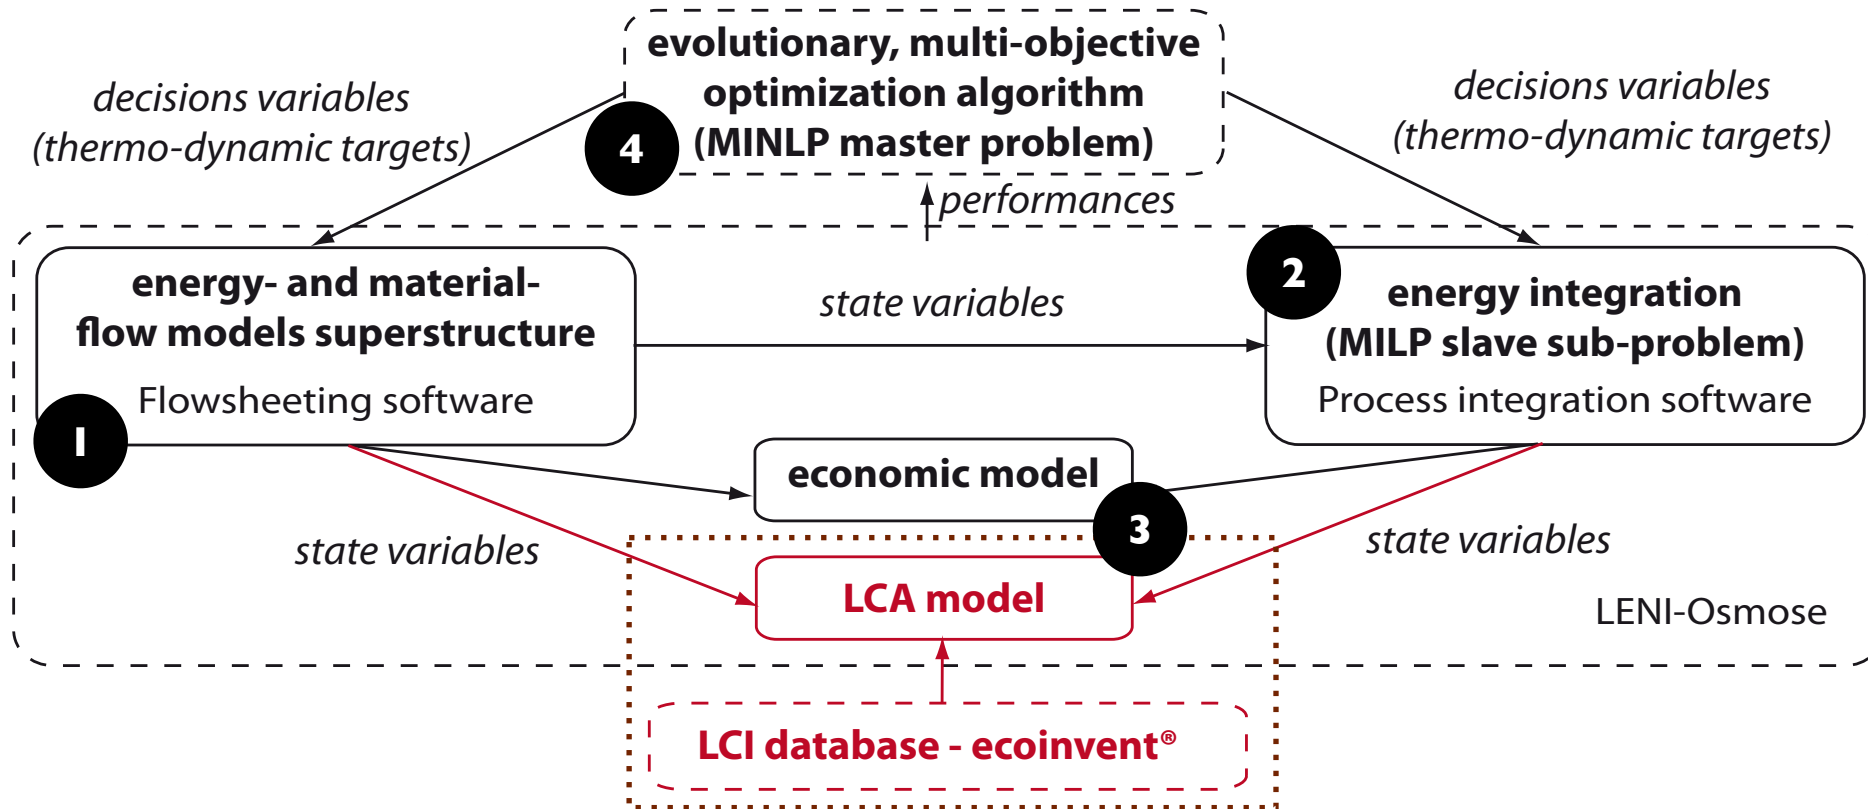 evolutionary, multi-objective
optimization algorithm
(MINLP master problem)
4
decisions variables
(thermo-dynamic targets)
decisions variables
(thermo-dynamic targets)
performances
energy- and material-
flow models superstructure
Flowsheeting software
1
state variables
2
energy integration
(MILP slave sub-problem)
Process integration software
economic model
3
state variables
state variables
LCA model
LENI-Osmose
LCI database - ecoinvent®